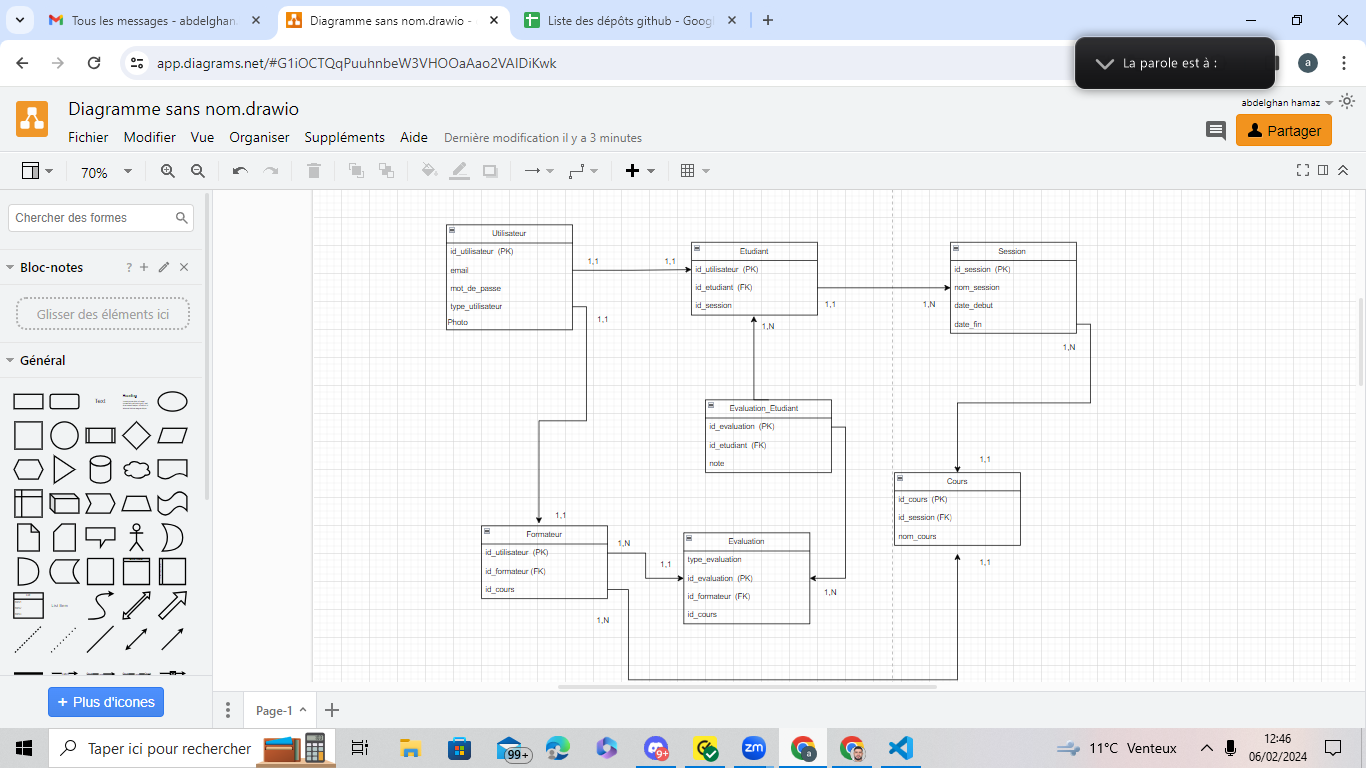 Tous les messages - abdelghan
Diagramme sans nom.drawio -
Liste des dépôts github - Goog
app.diagrams.net/#G1iOCTQqPuuhnbeW3VHOOaAao2VAIDiKwk
La parole est à :
a
Diagramme sans nom.drawio
abdelghan hamaz
Fichier Modifier Vue Organiser Suppléments Aide Dernière modification il y a 3 minutes
Partager
70%
Chercher des formes
Bloc-notes
?
Glisser des éléments ici
Général
Text
Heading
List Item
Plus d'icones
Utilisateur
id_utilisateur (PK)
email
mot_de_passe
type_utilisateur
Photo
1,1
1,1
1,1
Etudiant
id_utilisateur (PK)
id_etudiant (FK)
id_session
1,1
1,N
1,N
Session
id_session (PK)
nom_session
date_debut
date_fin
1,N
Evaluation_Etudiant
id_evaluation (PK)
id_etudiant (FK)
note
1,1
Cours
id_cours (PK)
id_session (FK)
nom_cours
1,1
1,1
Formateur
id_utilisateur (PK)
id_formateur (FK)
id_cours
1,N
1,1
1,N
Evaluation
type_evaluation
id_evaluation (PK)
id_formateur (FK)
id_cours
1,N
Page-1
Taper ici pour rechercher
99+
9+
zm
a
11°C Venteux
12:46
06/02/2024